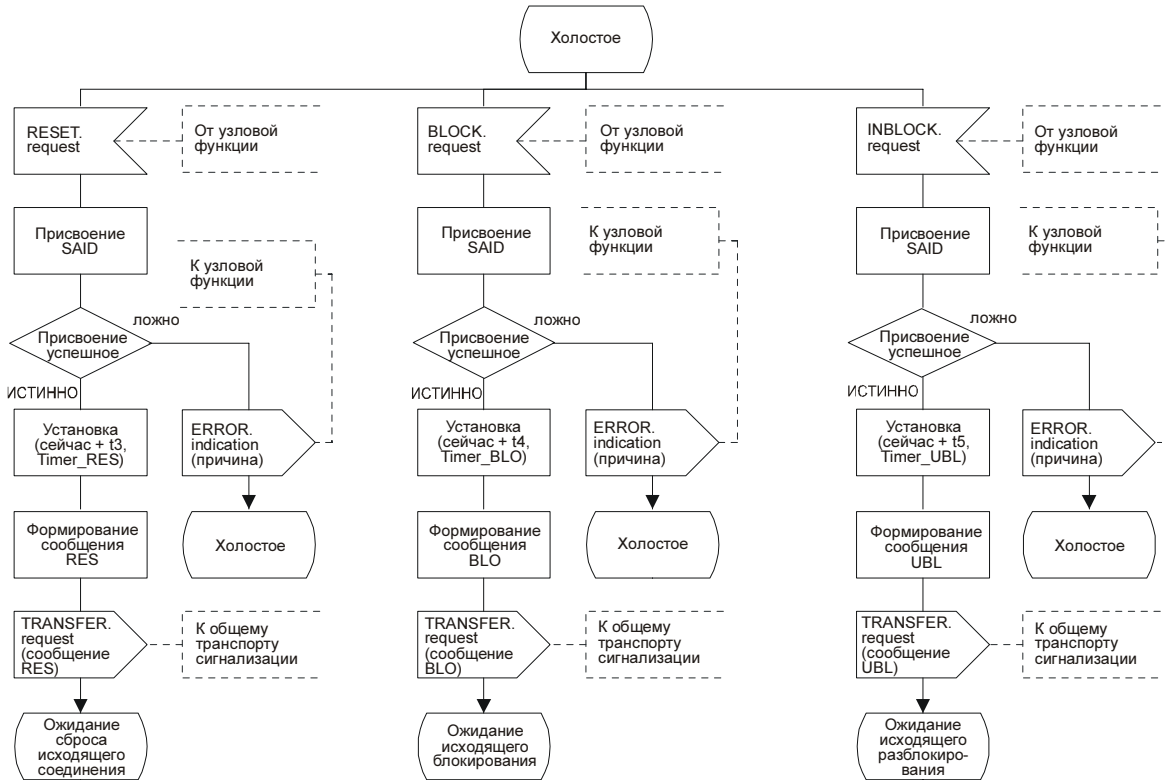 Холостое
RESET.
request
От узловой
функции
BLOCK.
request
От узловой
функции
INBLOCK.
request
От узловой
функции
Присвоение
SAID
К узловой
функции
Присвоение
SAID
К узловой
функции
Присвоение
SAID
К узловой
функции
Присвоение
успешное
ложно
Присвоение
успешное
ложно
Присвоение
успешное
ложно
ИСТИННО
ИСТИННО
ИСТИННО
Установка
(сейчас + t3,
Timer_RES)
ERROR.
indication
(причина)
Установка
(сейчас + t4,
Timer_BLO)
ERROR.
indication
(причина)
Установка
(сейчас + t5,
Timer_UBL)
ERROR.
indication
(причина)
Формирование
сообщения
RES
Холостое
Формирование
сообщения
BLO
Холостое
Формирование
сообщения
UBL
Холостое
TRANSFER.
request
(сообщение
RES)
К общему
транспорту
сигнализации
TRANSFER.
request
(сообщение
BLO)
К общему
транспорту
сигнализации
TRANSFER.
request
(сообщение
UBL)
К общему
транспорту
сигнализации
Ожидание
сброса
исходящего
соединения
Ожидание
исходящего
блокирования
Ожидание
исходящего
разблокиро-
вания